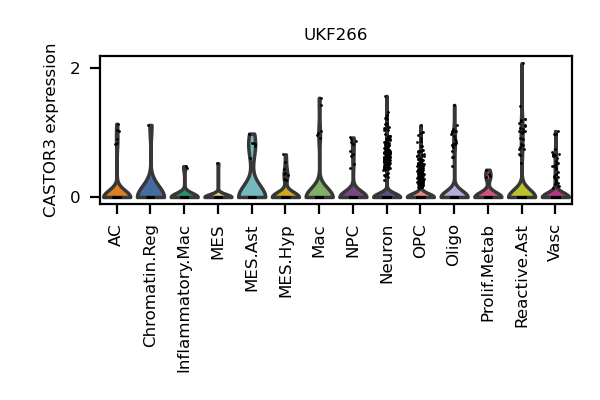 UKF266
CASTOR3 expression
2
0
AC
Chromatin.Reg
Inflammatory.Mac
MES
MES.Ast
MES.Hyp
Mac
NPC
Neuron
OPC
Oligo
Prolif.Metab
Reactive.Ast
Vasc